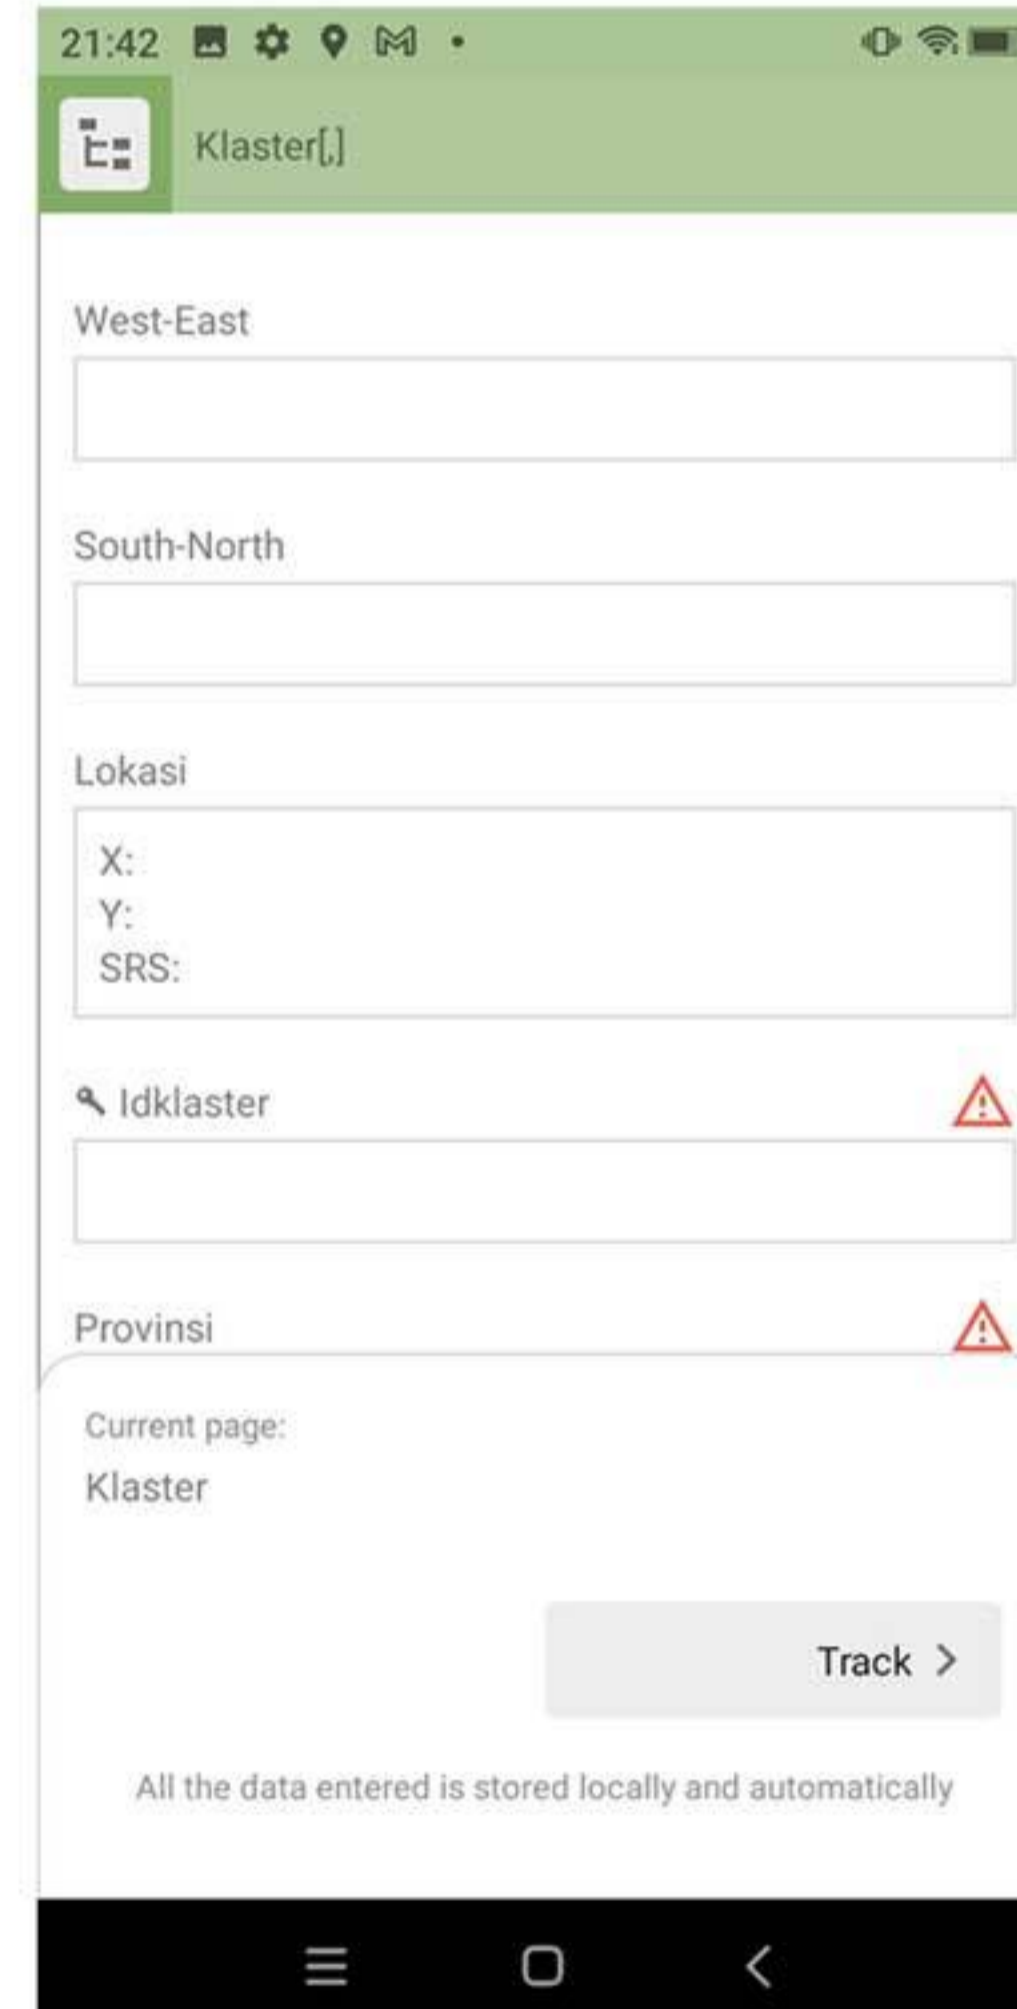 21:42
Klaster[,]
West-East
South-North
Lokasi
X:
Y:
SRS:
Idklaster
Provinsi
Current page:
Klaster
Track
All the data entered is stored locally and automatically